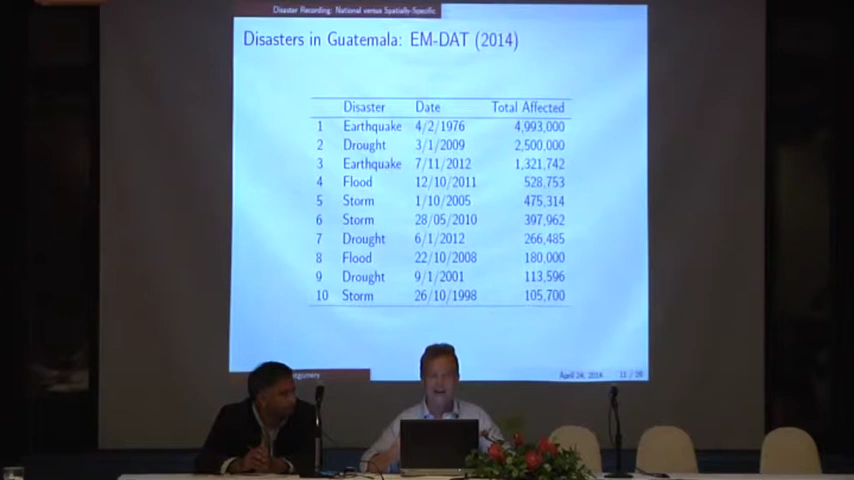 Disaster Recording: National versus Spatially-Specific
Disasters in Guatemala: EM-DAT (2014)
Disaster Date Total Affected
1 Earthquake 4/2/1976 4,993,000
2 Drought 3/1/2009 2,500,000
3 Earthquake 7/11/2012 1,321,742
4 Flood 12/10/2011 528,753
5 Storm 1/10/2005 475,314
6 Storm 28/05/2010 397,962
7 Drought 6/1/2012 266,485
8 Flood 22/10/2008 180,000
9 Drought 9/1/2001 113,596
10 Storm 26/10/1998 105,700
April 24, 2014